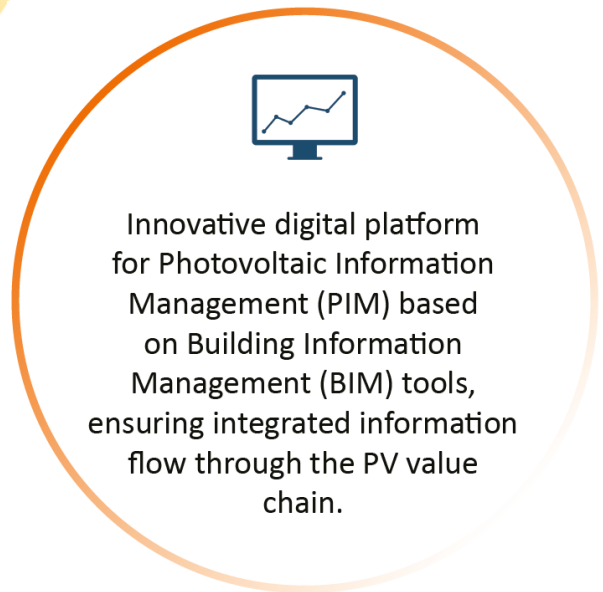 Innovative digital platform
for Photovoltaic Information
Management (PIM) based
on Building Information
Management (BIM) tools,
ensuring integrated information
flow through the PV value
chain.